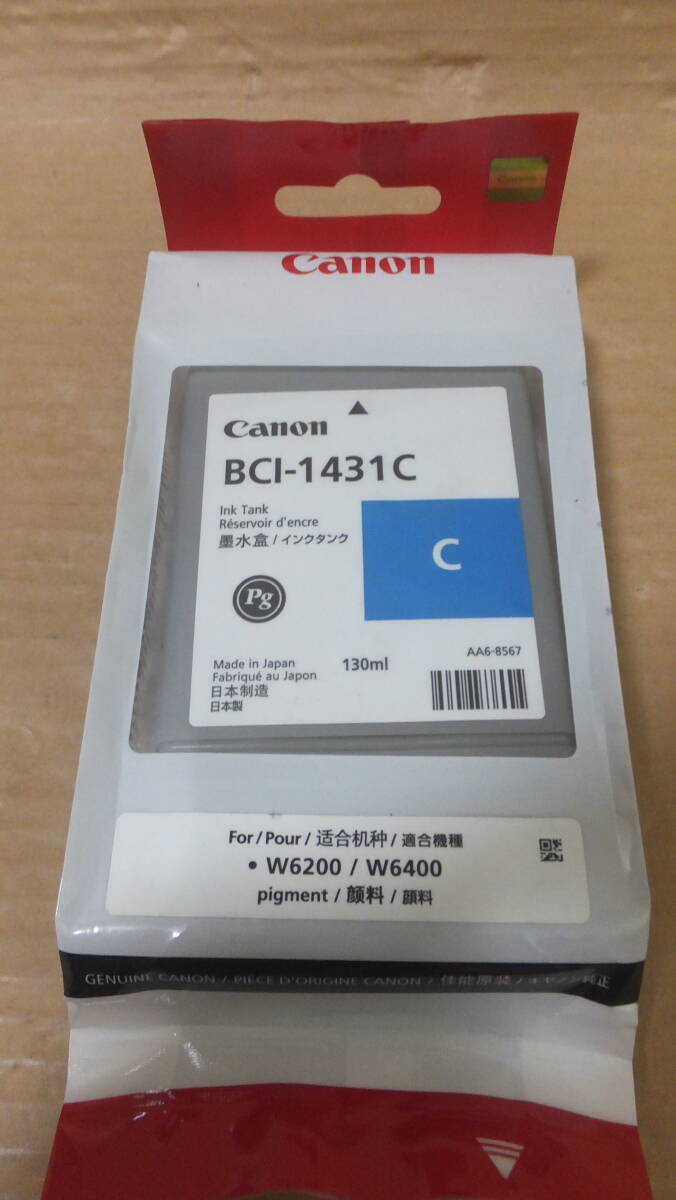 Canon
Canon
Canon
BCI-1431C
Ink Tank
Réservoir d'encre
墨水盒 / インクタンク
C
Pg
AA6-8567
Made in Japan
130ml
Fabriqué au Japon
日本制造
日本製
For / Pour / 适合机种 / 適合機種
• W6200 / W6400
pigment / 颜料 / 顔料
GENUINE CANON / PIÈCE D'ORIGINE CANON / 佳能原装 / キヤノン純正